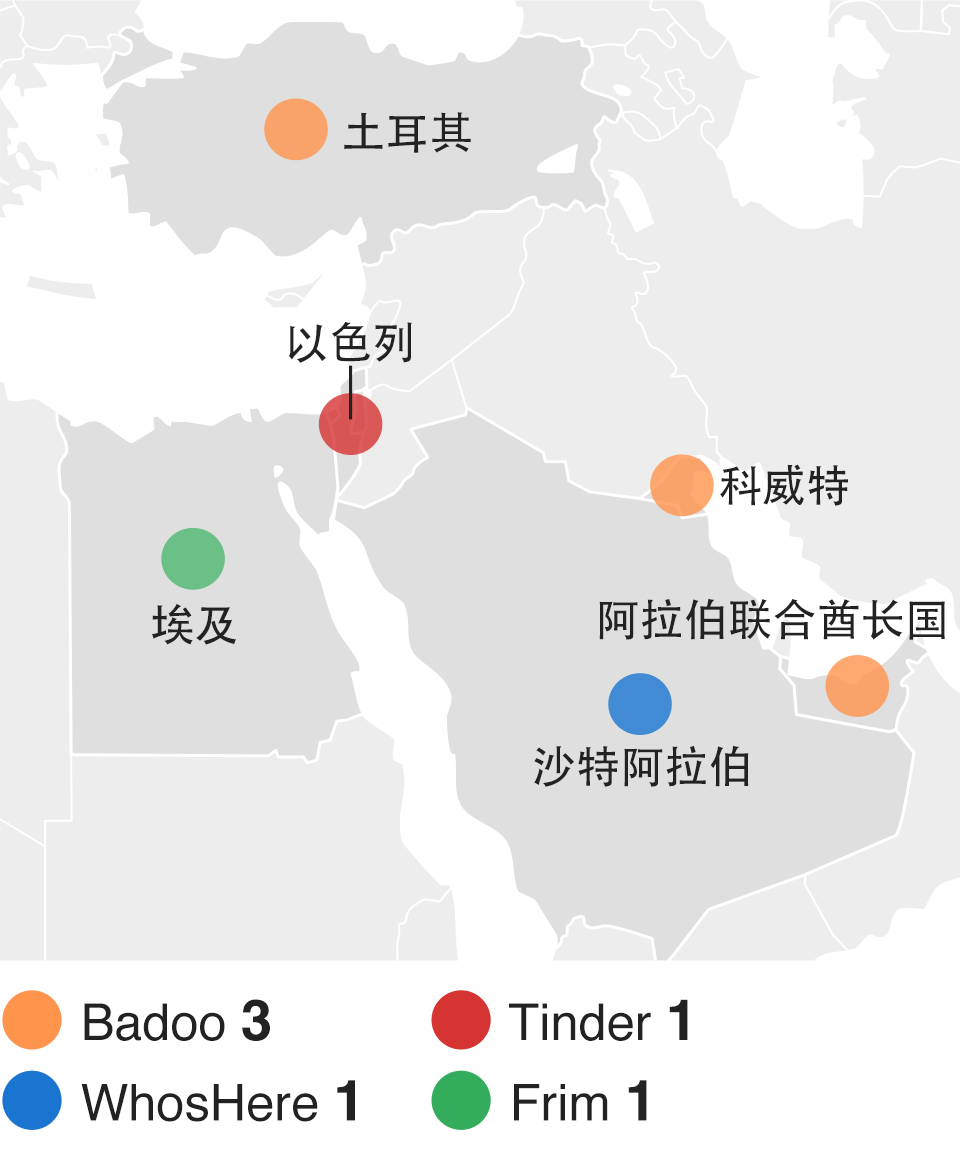 土耳其
以色列
科威特
埃及
阿拉伯联合酋长国
沙特阿拉伯
Badoo 3
Tinder 1
WhosHere 1
Frim 1